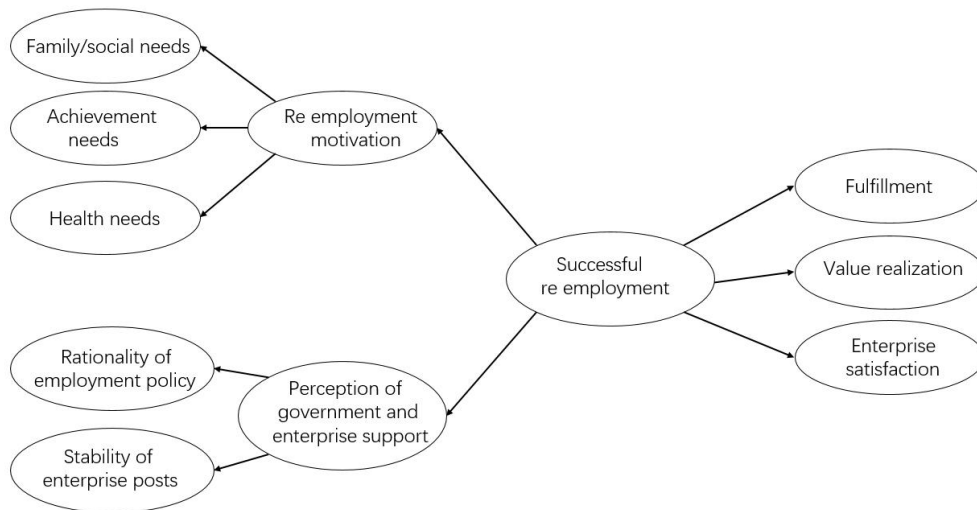 Family/social needs
Achievement
needs
Health needs
Re employment
motivation
Rationality of
employment policy
Stability of
enterprise posts
Perception of
government and
enterprise support
Successful
re employment
Fulfillment
Value realization
Enterprise
satisfaction